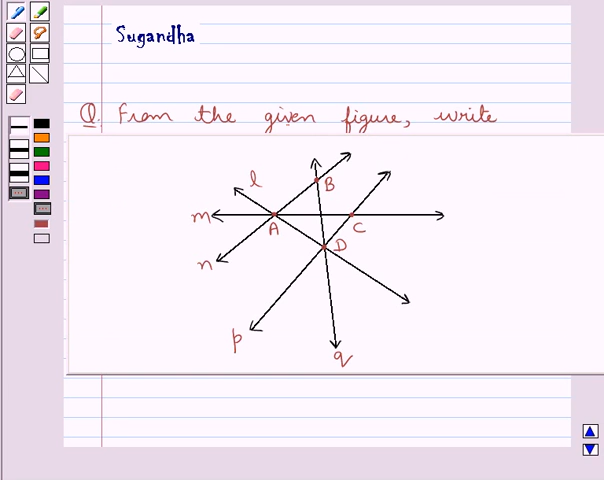 Sugandha
Q. From the given figure, write
l
B
m
A
C
n
D
p
q